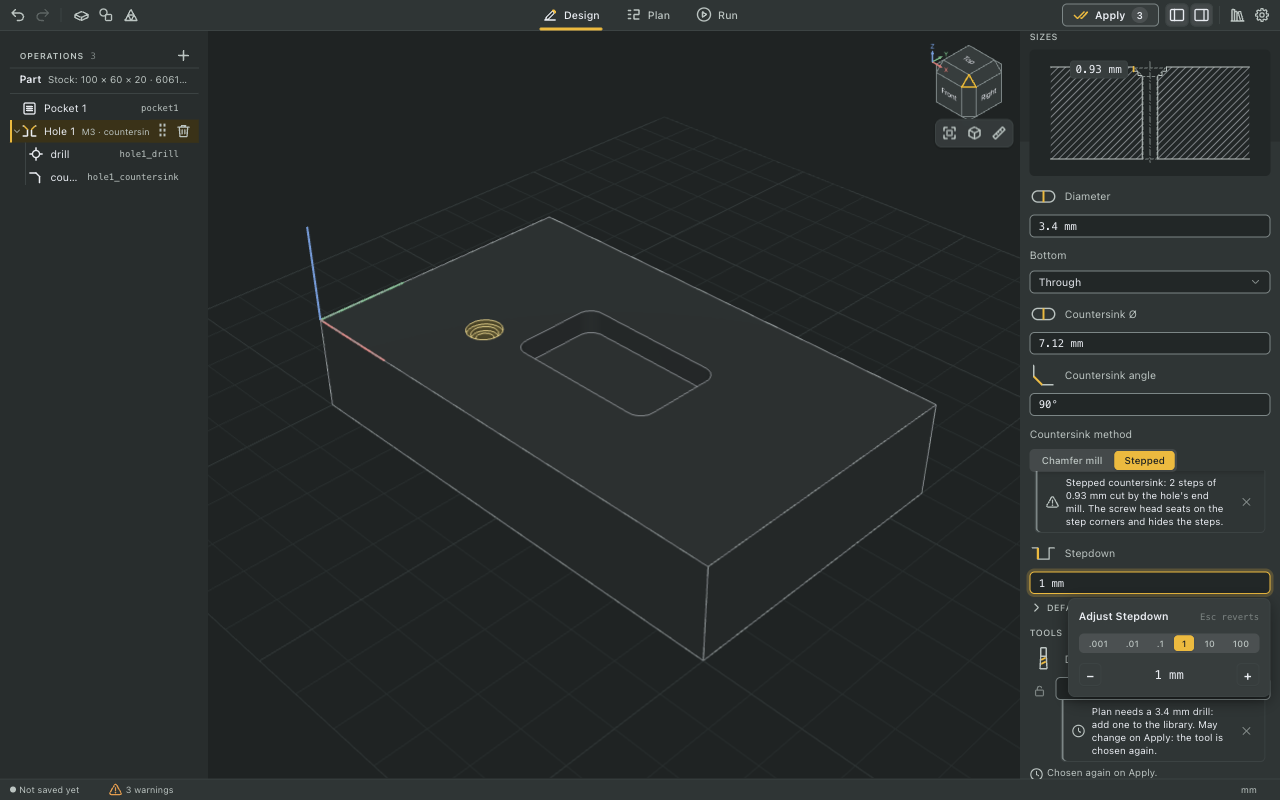 Design
Plan
Run
Apply 3
OPERATIONS 3
Part Stock: 100 × 60 × 20 · 6061...
Pocket 1 pocket1
Hole 1 M3 · countersin
drill hole1_drill
cou... hole1_countersink
Z
Y
X
Top
Front
Right
SIZES
0.93 mm
Diameter
3.4 mm
Bottom
Through
Countersink Ø
7.12 mm
Countersink angle
90°
Countersink method
Chamfer mill Stepped
Stepped countersink: 2 steps of
0.93 mm cut by the hole's end
mill. The screw head seats on the
step corners and hides the steps.
Stepdown
1 mm
Adjust Stepdown Esc reverts
.001 .01 .1 1 10 100
− 1 mm +
TOOLS
Plan needs a 3.4 mm drill:
add one to the library. May
change on Apply: the tool is
chosen again.
Chosen again on Apply.
Not saved yet
3 warnings
mm